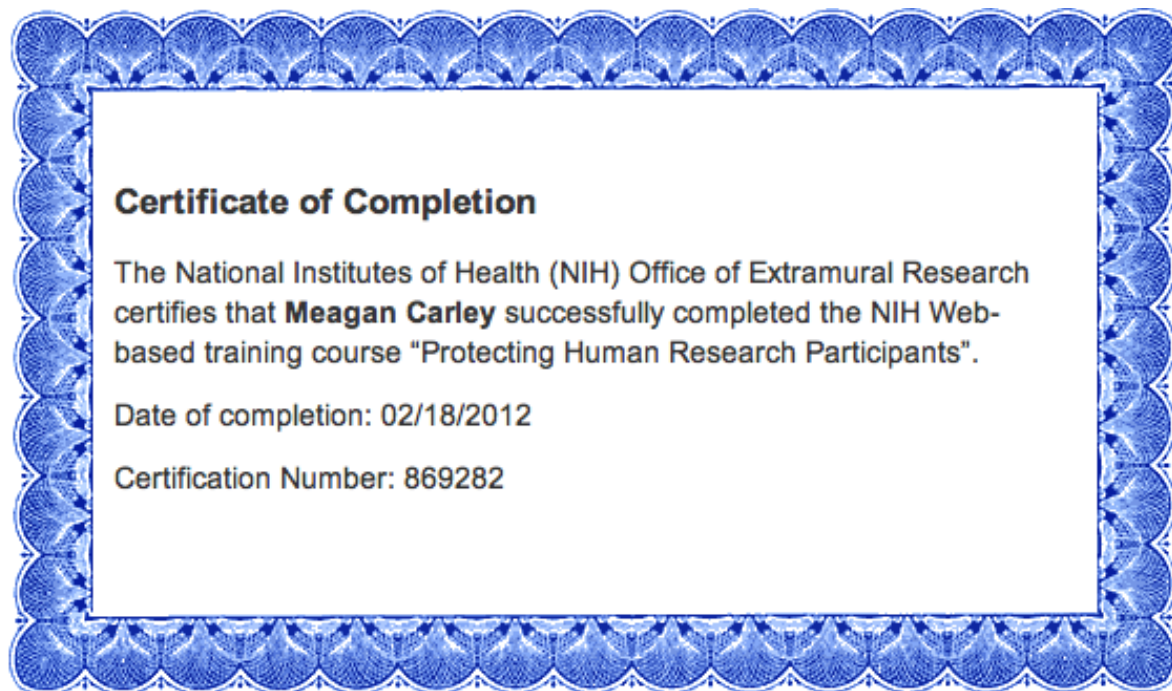 Certificate of Completion
The National Institutes of Health (NIH) Office of Extramural Research
certifies that Meagan Carley successfully completed the NIH Web-
based training course “Protecting Human Research Participants”.
Date of completion: 02/18/2012
Certification Number: 869282